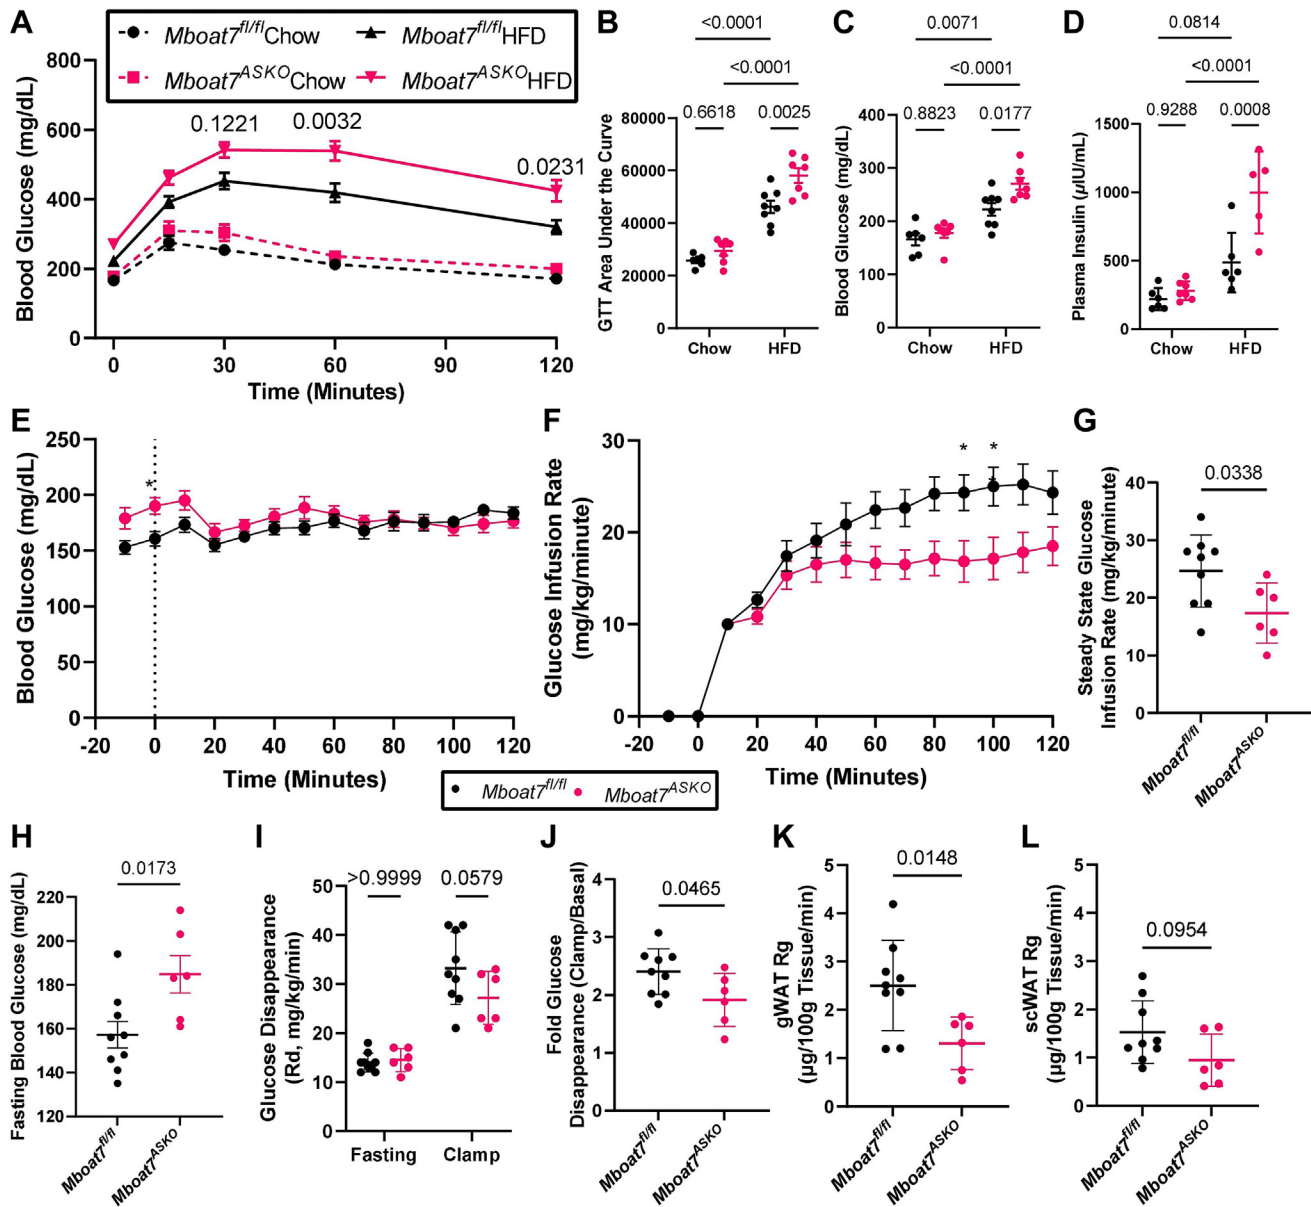 A
Mboat7fl/flChow
Mboat7fl/flHFD
Mboat7ASKOChow
Mboat7ASKOHFD
Blood Glucose (mg/dL)
800
600
400
200
0
0.1221
0.0032
0.0231
0
30
60
90
120
Time (Minutes)
B
<0.0001
<0.0001
0.6618
0.0025
GTT Area Under the Curve
80000
60000
40000
20000
0
Chow
HFD
C
0.0071
<0.0001
0.8823
0.0177
Blood Glucose (mg/dL)
400
300
200
100
0
Chow
HFD
D
0.0814
<0.0001
0.9288
0.0008
Plasma Insulin (µIU/mL)
1500
1000
500
0
Chow
HFD
E
Blood Glucose (mg/dL)
250
200
150
100
50
0
*
-20
0
20
40
60
80
100
120
Time (Minutes)
F
Glucose Infusion Rate
(mg/kg/minute)
30
20
10
0
*
*
-20
0
20
40
60
80
100
120
Time (Minutes)
G
Steady State Glucose
Infusion Rate (mg/kg/minute)
0.0338
40
30
20
10
0
Mboat7fl/fl
Mboat7ASKO
Mboat7fl/fl
Mboat7ASKO
H
Fasting Blood Glucose (mg/dL)
0.0173
220
200
180
160
140
120
Mboat7fl/fl
Mboat7ASKO
I
Glucose Disappearance
(Rd, mg/kg/min)
>0.9999
0.0579
50
40
30
20
10
0
Fasting
Clamp
J
Fold Glucose
Disappearance (Clamp/Basal)
0.0465
4
3
2
1
0
Mboat7fl/fl
Mboat7ASKO
K
gWAT Rg
(µg/100g Tissue/min)
0.0148
5
4
3
2
1
0
Mboat7fl/fl
Mboat7ASKO
L
scWAT Rg
(µg/100g Tissue/min)
0.0954
5
4
3
2
1
0
Mboat7fl/fl
Mboat7ASKO